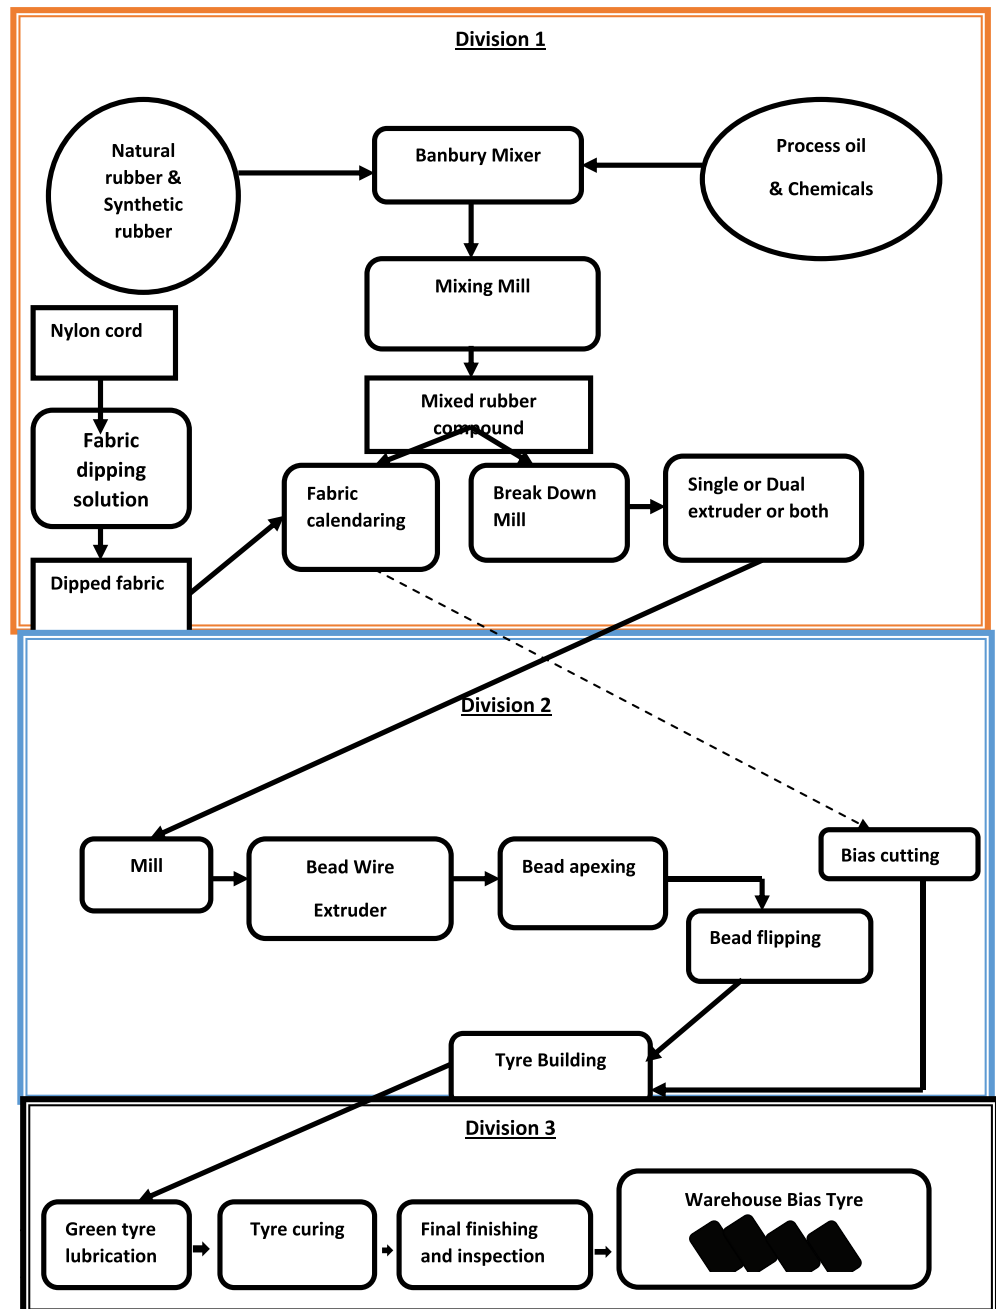 Division 1
Natural
rubber &
Synthetic
rubber
Banbury Mixer
Process oil
& Chemicals
Mixing Mill
Nylon cord
Mixed rubber
compound
Fabric
dipping
solution
Fabric
calendaring
Break Down
Mill
Single or Dual
extruder or both
Dipped fabric
Division 2
Mill
Bead Wire
Extruder
Bead apexing
Bias cutting
Bead flipping
Tyre Building
Division 3
Green tyre
lubrication
Tyre curing
Final finishing
and inspection
Warehouse Bias Tyre